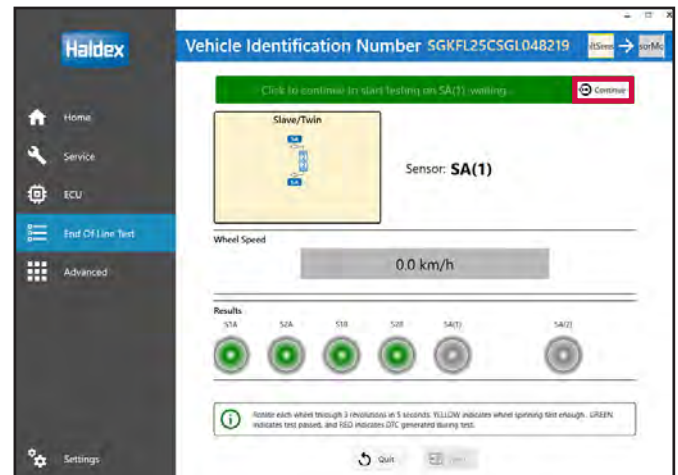 Haldex
Vehicle Identification Number SGKFL25CSGL048219
Click to continue to start testing on SA(1) waiting...
Continue
Home
Service
ECU
End Of Line Test
Advanced
Settings
Slave/Twin
SA
SA
Sensor: SA(1)
Wheel Speed
0.0 km/h
Results
S1A S2A S1B S2B SA(1) SA(2)
Rotate each wheel through 3 revolutions in 5 seconds. YELLOW indicates wheel spinning fast enough. GREEN
indicates test passed, and RED indicates DTC generated during test.
Quit